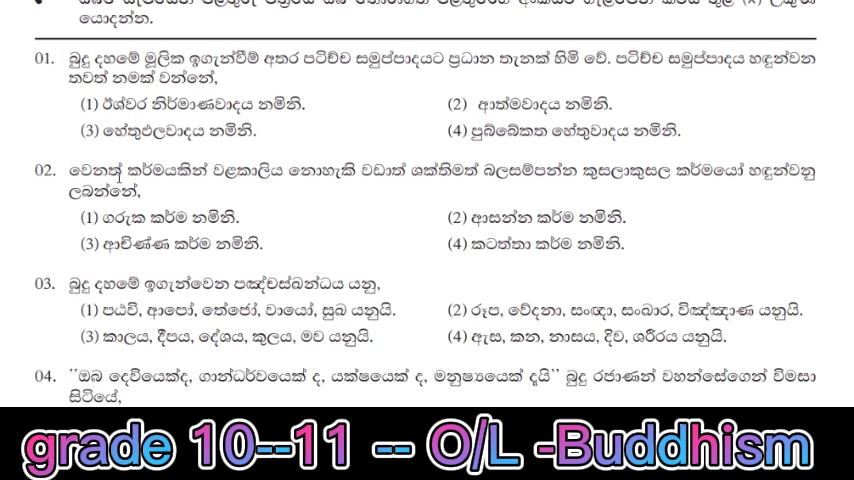 යොදන්න.
01. බුදු දහමේ මූලික ඉගැන්වීම් අතර පටිච්ච සමුප්පාදයට ප්‍රධාන තැනක් හිමි වේ. පටිච්ච සමුප්පාදය හඳුන්වන
තවත් නමක් වන්නේ,
(1) ඊශ්වර නිර්මාණවාදය නමිනි. (2) ආත්මවාදය නමිනි.
(3) හේතුඵලවාදය නමිනි. (4) පුබ්බේකත හේතුවාදය නමිනි.
02. වෙනත් කර්මයකින් වළකාලිය නොහැකි වඩාත් ශක්තිමත් බලසම්පන්න කුසලාකුසල කර්මයෝ හඳුන්වනු
ලබන්නේ,
(1) ගරුක කර්ම නමිනි. (2) ආසන්න කර්ම නමිනි.
(3) ආචිණ්ණ කර්ම නමිනි. (4) කටත්තා කර්ම නමිනි.
03. බුදු දහමේ ඉගැන්වෙන පඤ්චස්ඛන්ධය යනු,
(1) පඨවි, ආපෝ, තේජෝ, වායෝ, සුඛ යනුයි. (2) රූප, වේදනා, සංඥා, සංඛාර, විඤ්ඤාණ යනුයි.
(3) කාලය, දීපය, දේශය, කුලය, මව යනුයි. (4) ඇස, කන, නාසය, දිව, ශරීරය යනුයි.
04. "ඔබ දෙවියෙක්ද, ගාන්ධර්වයෙක් ද, යක්ෂයෙක් ද, මනුෂ්‍යයෙක් දැයි" බුදු රජාණන් වහන්සේගෙන් විමසා
සිටියේ,
grade 10--11 -- O/L -Buddhism